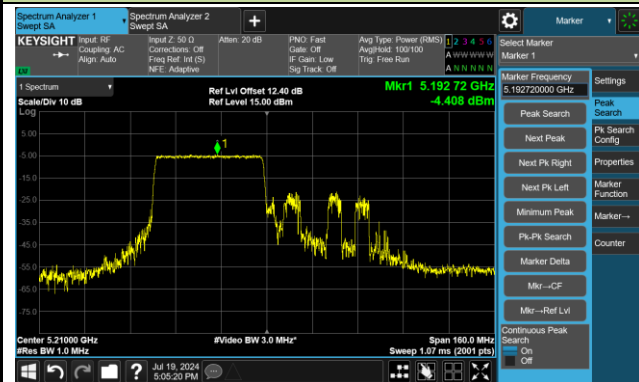 Spectrum Analyzer 1
Swept SA
Spectrum Analyzer 2
Swept SA
Marker
KEYSIGHT
Input: RF
Coupling: AC
Align: Auto
Input Z: 50 Ω
Corrections: Off
Freq Ref: Int (S)
NFE: Adaptive
Atten: 20 dB
PNO: Fast
Gate: Off
IF Gain: Low
Sig Track: Off
Avg Type: Power (RMS)
Avg|Hold: 100/100
Trig: Free Run
1 2 3 4 5 6
A W W W W W
A N N N N N
LXI
Select Marker
Marker 1
1 Spectrum
Scale/Div 10 dB
Log
Ref Lvl Offset 12.40 dB
Ref Level 15.00 dBm
Mkr1 5.192 72 GHz
-4.408 dBm
1
5.00
-5.00
-15.0
-25.0
-35.0
-45.0
-55.0
-65.0
-75.0
Center 5.21000 GHz
#Res BW 1.0 MHz
#Video BW 3.0 MHz*
Span 160.0 MHz
Sweep 1.07 ms (2001 pts)
Marker Frequency
5.192720000 GHz
Peak Search
Next Peak
Next Pk Right
Next Pk Left
Minimum Peak
Pk-Pk Search
Marker Delta
Mkr→CF
Mkr→Ref Lvl
Continuous Peak
Search
On
Off
Settings
Peak
Search
Pk Search
Config
Properties
Marker
Function
Marker→
Counter
Jul 19, 2024
5:05:20 PM